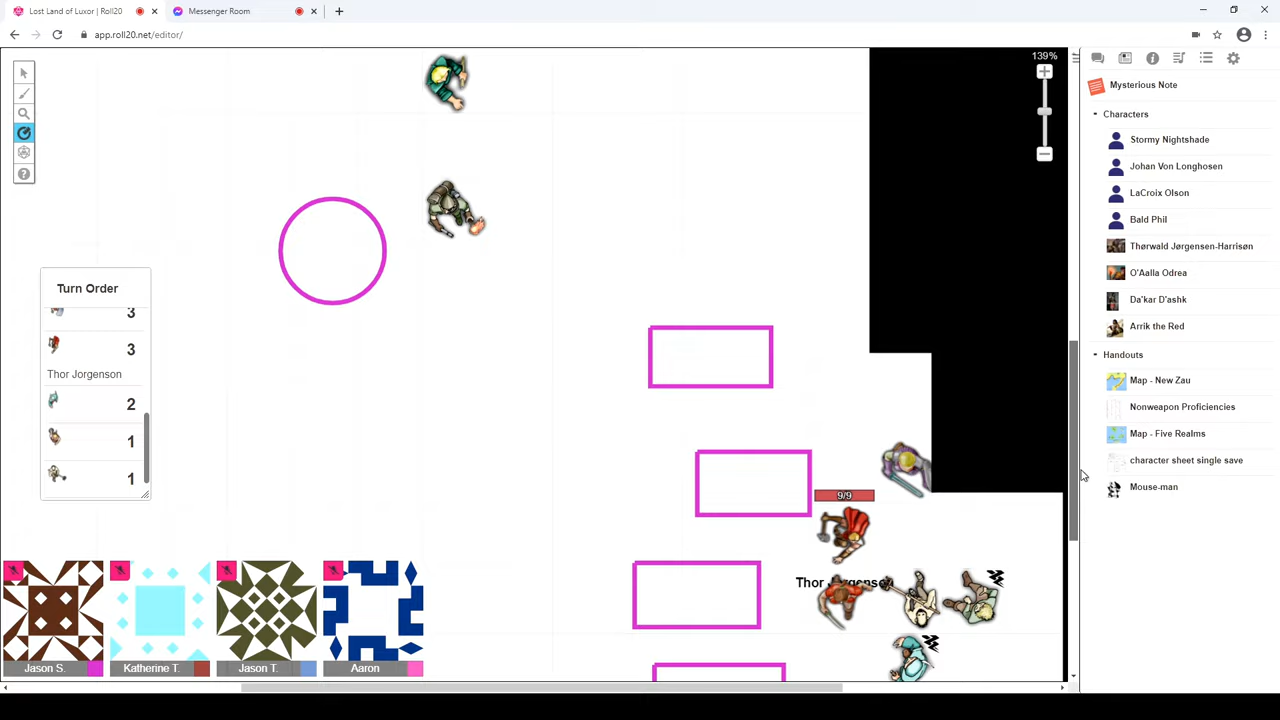 Lost Land of Luxor | Roll20
Messenger Room
app.roll20.net/editor/
139%
Mysterious Note
Characters
Stormy Nightshade
Johan Von Longhosen
LaCroix Olson
Bald Phil
Thørwald Jørgensen-Harrisøn
O'Aalla Odrea
Da'kar D'ashk
Arrik the Red
Handouts
Map - New Zau
Nonweapon Proficiencies
Map - Five Realms
character sheet single save
Mouse-man
Turn Order
3
3
Thor Jorgenson
2
1
1
9/9
Thor Jorgenson
Jason S.
Katherine T.
Jason T.
Aaron